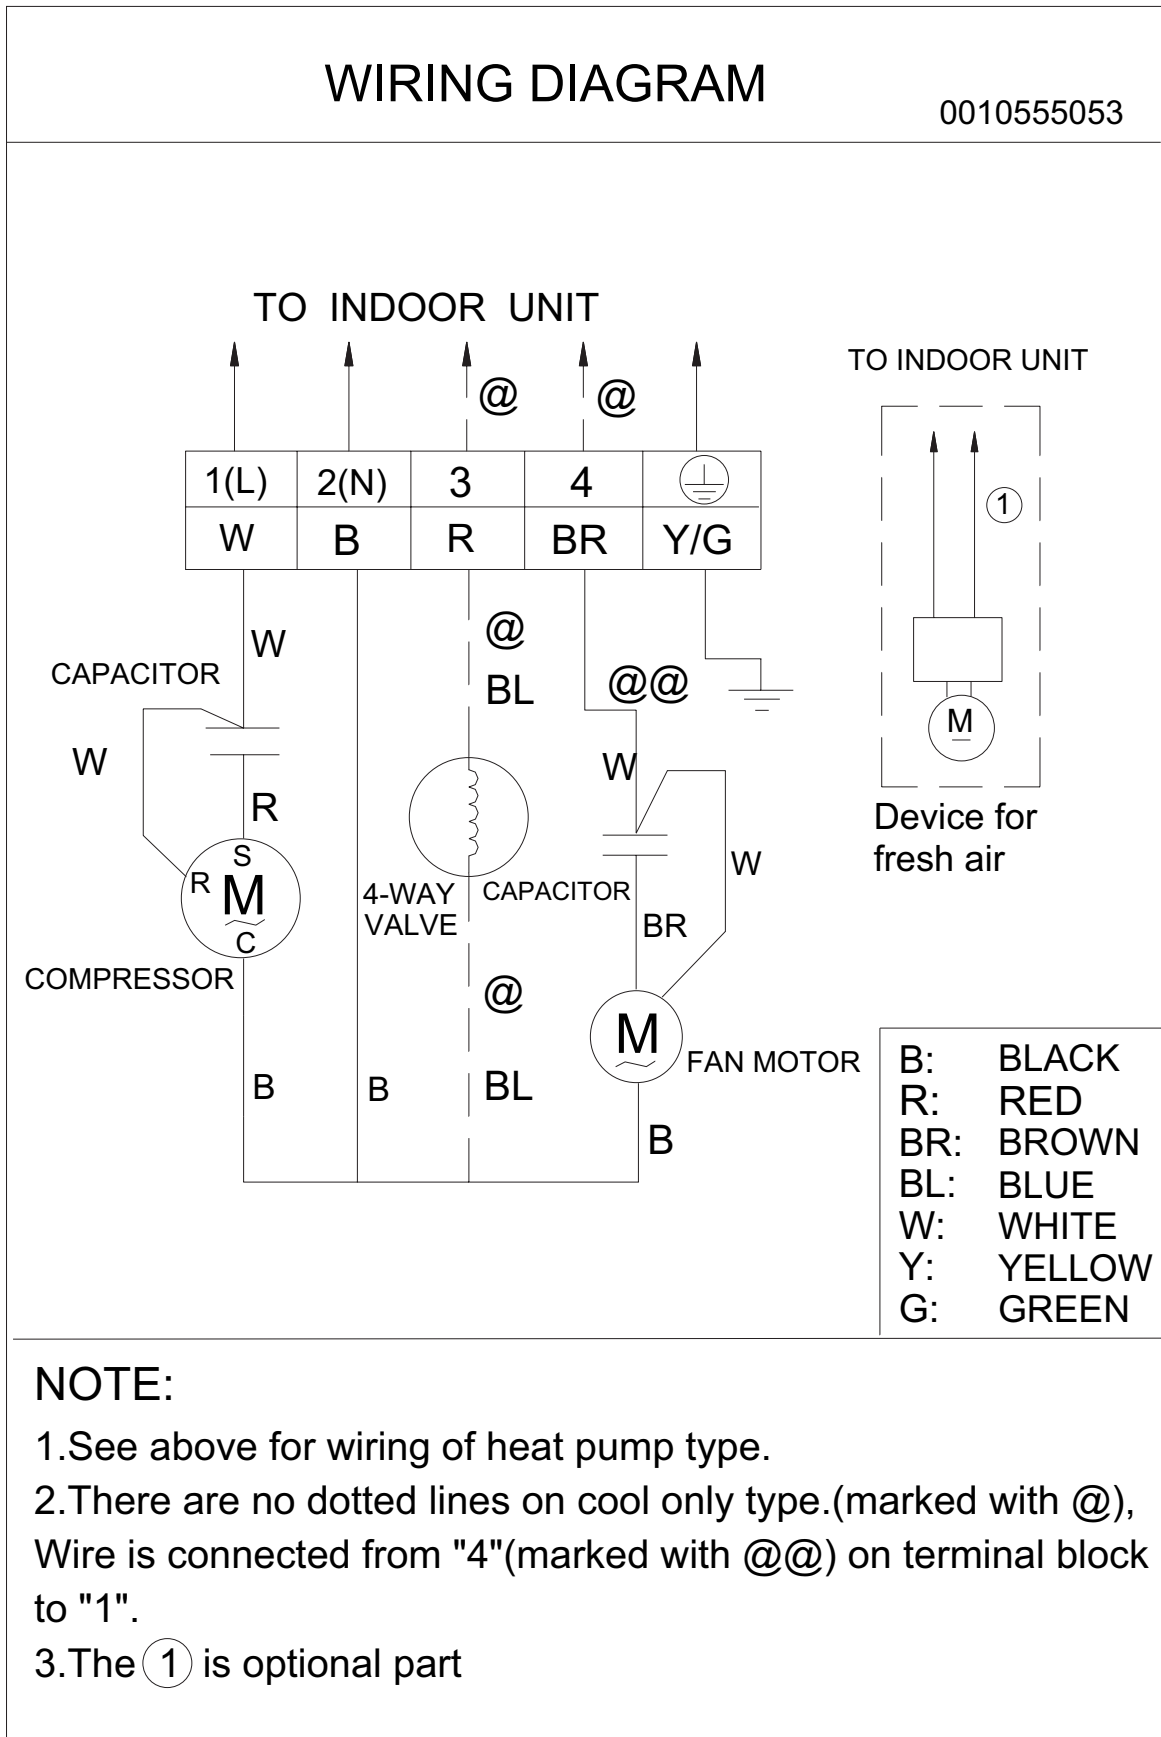 WIRING DIAGRAM
0010555053
TO INDOOR UNIT
@ @
1(L) 2(N) 3 4
W B R BR Y/G
W
@
BL
@@
CAPACITOR
W
R
W
W
S
R M
C
4-WAY
VALVE
CAPACITOR
BR
COMPRESSOR
@
M
FAN MOTOR
B
B
BL
B
TO INDOOR UNIT
1
M
Device for
fresh air
B: BLACK
R: RED
BR: BROWN
BL: BLUE
W: WHITE
Y: YELLOW
G: GREEN
NOTE:
1.See above for wiring of heat pump type.
2.There are no dotted lines on cool only type.(marked with @),
Wire is connected from "4"(marked with @@) on terminal block
to "1".
3.The 1 is optional part